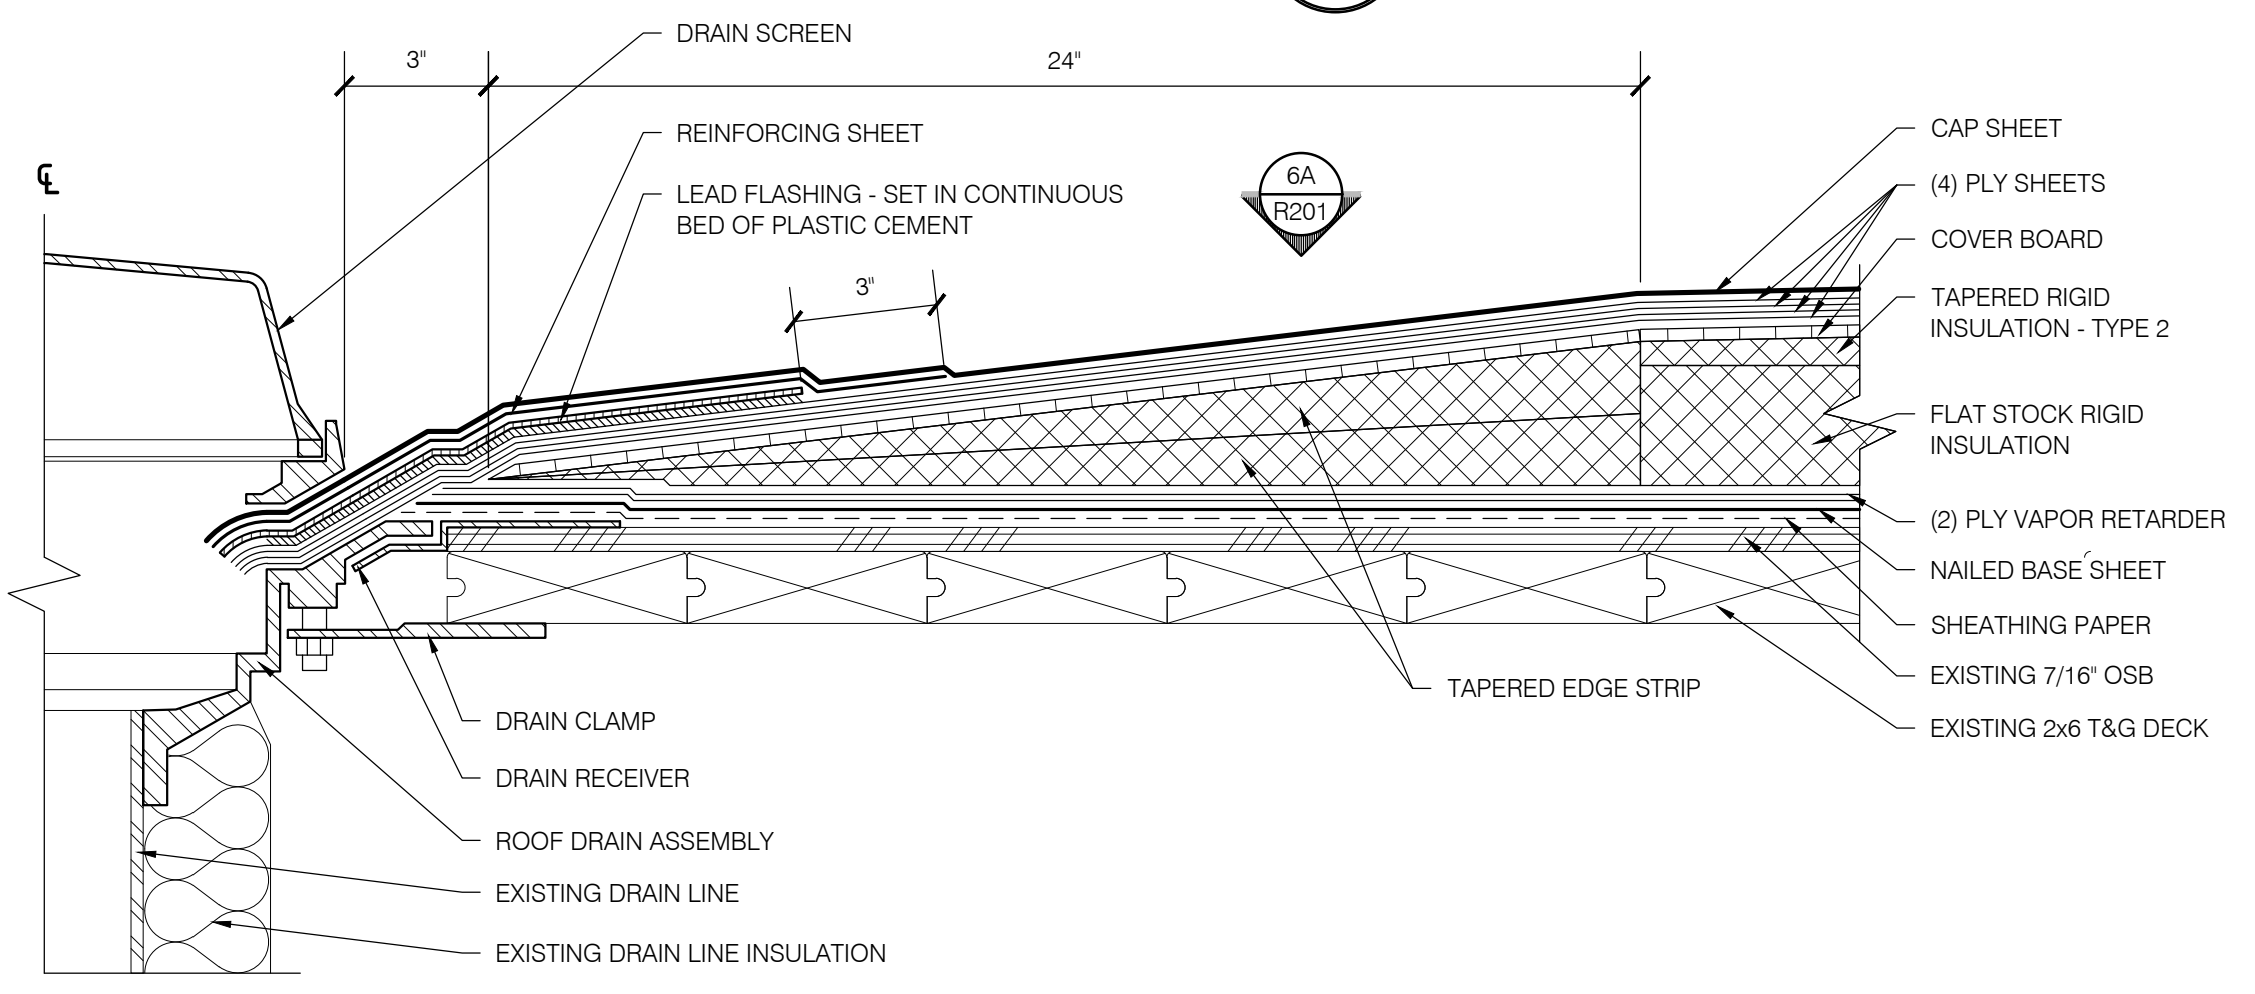 DRAIN SCREEN
3"
24"
REINFORCING SHEET
LEAD FLASHING - SET IN CONTINUOUS
BED OF PLASTIC CEMENT
3"
6A
R201
℄
CAP SHEET
(4) PLY SHEETS
COVER BOARD
TAPERED RIGID
INSULATION - TYPE 2
FLAT STOCK RIGID
INSULATION
(2) PLY VAPOR RETARDER
NAILED BASE SHEET
SHEATHING PAPER
EXISTING 7/16" OSB
EXISTING 2x6 T&G DECK
TAPERED EDGE STRIP
DRAIN CLAMP
DRAIN RECEIVER
ROOF DRAIN ASSEMBLY
EXISTING DRAIN LINE
EXISTING DRAIN LINE INSULATION